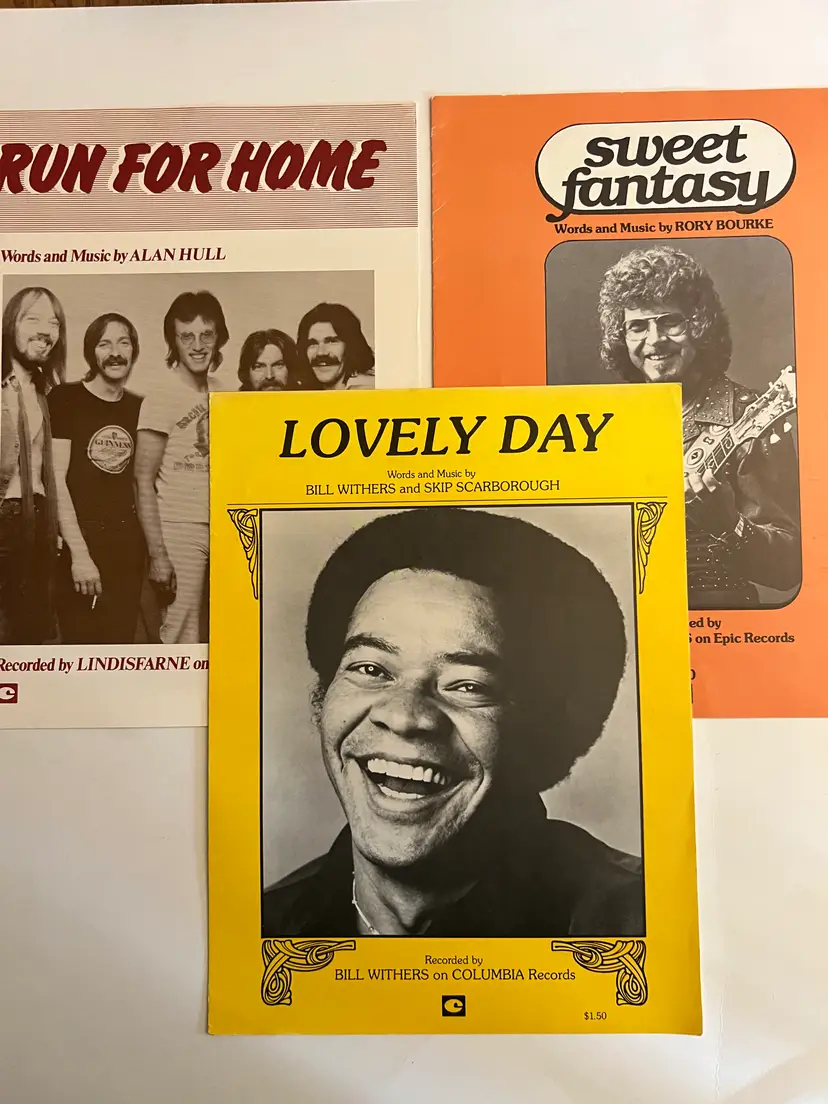 RUN FOR HOME
Words and Music by ALAN HULL
GUINNESS
Recorded by LINDISFARNE on
sweet
fantasy
Words and Music by RORY BOURKE
ed by
S on Epic Records
LOVELY DAY
Words and Music by
BILL WITHERS and SKIP SCARBOROUGH
Recorded by
BILL WITHERS on COLUMBIA Records
$1.50